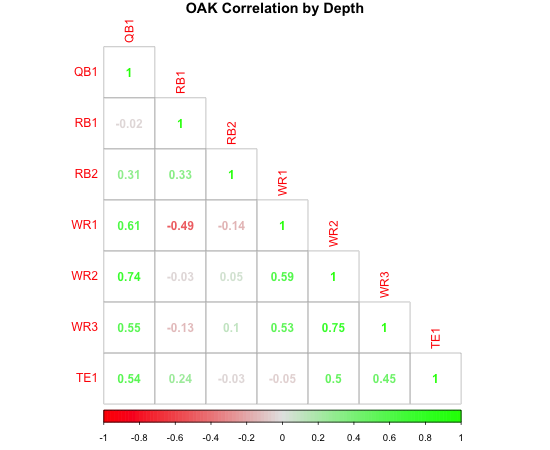 OAK Correlation by Depth
QB1
QB1 1 RB1
RB1 -0.02 1 RB2
RB2 0.31 0.33 1 WR1
WR1 0.61 -0.49 -0.14 1 WR2
WR2 0.74 -0.03 0.05 0.59 1 WR3
WR3 0.55 -0.13 0.1 0.53 0.75 1 TE1
TE1 0.54 0.24 -0.03 -0.05 0.5 0.45 1
-1 -0.8 -0.6 -0.4 -0.2 0 0.2 0.4 0.6 0.8 1